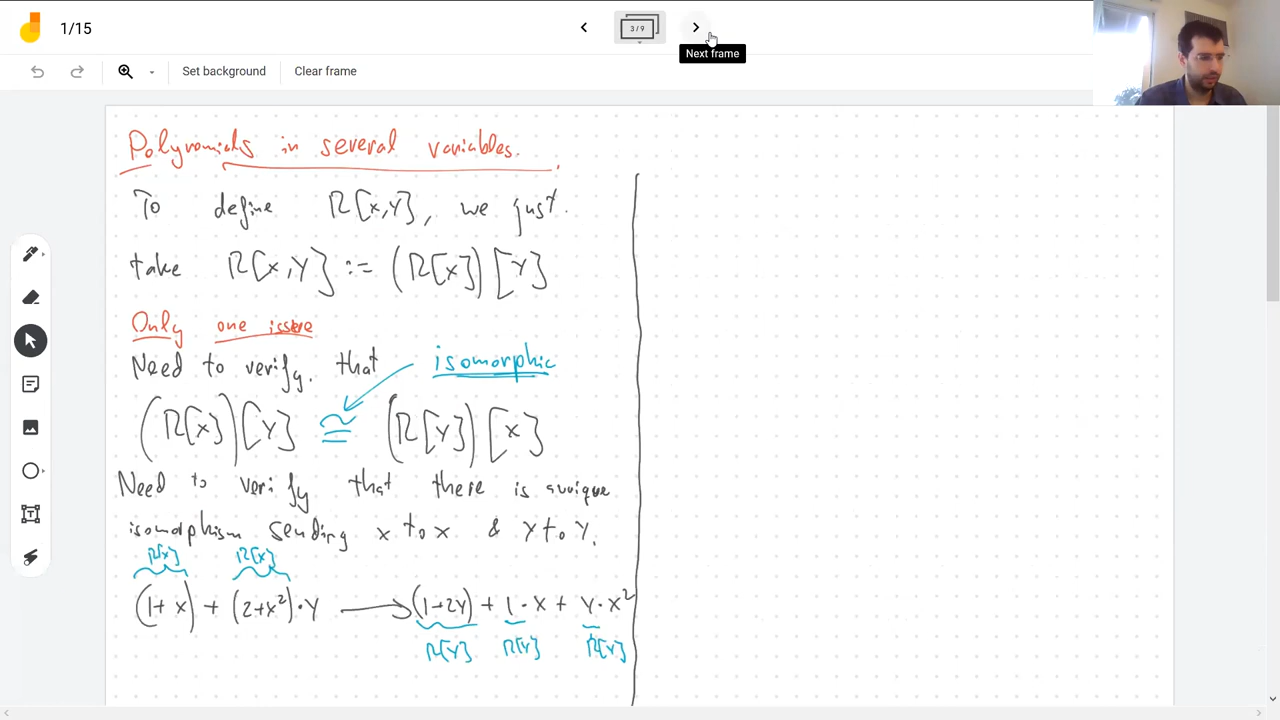 1/15
3/9
Next frame
Set background
Clear frame
Polynomials in several variables.
To define R[x,y], we just
take R[x,y] := (R[x])[y]
Only one issue
Need to verify that isomorphic
(R[x])[y] ≅ (R[y])[x]
Need to verify that there is a unique
isomorphism sending x to x & y to y.
R[x] R[x]
(1+x) + (2+x²)·y → (1+2y) + 1·x + y·x²
R[y] R[y] R[y]